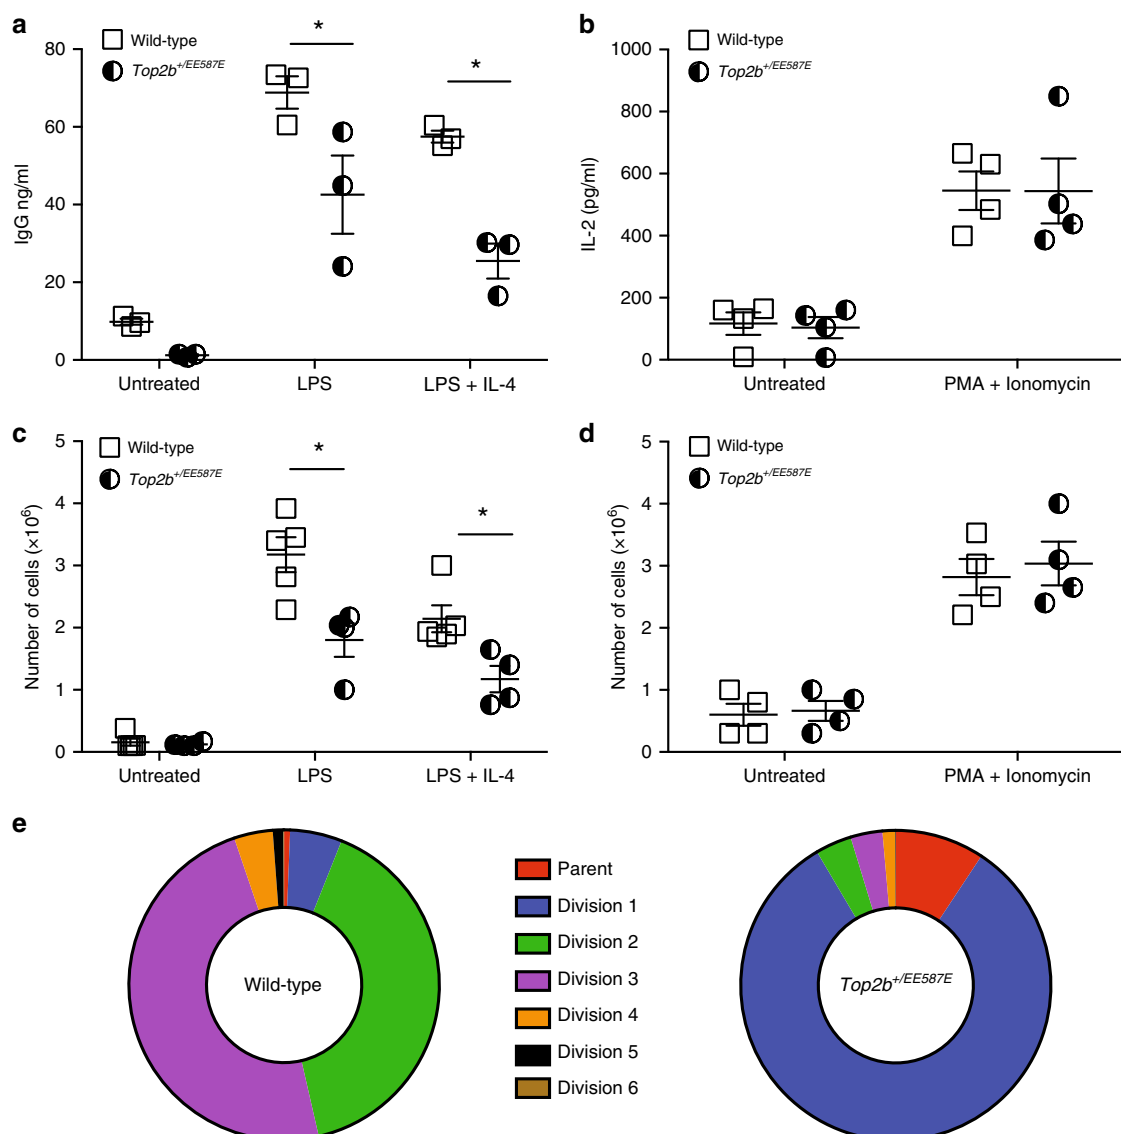 a
Wild-type
Top2b+/EE587E
*
*
80
60
40
20
0
IgG ng/ml
Untreated
LPS
LPS + IL-4
b
Wild-type
Top2b+/EE587E
1000
800
600
400
200
0
IL-2 (pg/ml)
Untreated
PMA + Ionomycin
c
Wild-type
Top2b+/EE587E
*
*
5
4
3
2
1
0
Number of cells (×10⁶)
Untreated
LPS
LPS + IL-4
d
Wild-type
Top2b+/EE587E
5
4
3
2
1
0
Number of cells (×10⁶)
Untreated
PMA + Ionomycin
e
Wild-type
Parent
Division 1
Division 2
Division 3
Division 4
Division 5
Division 6
Top2b+/EE587E